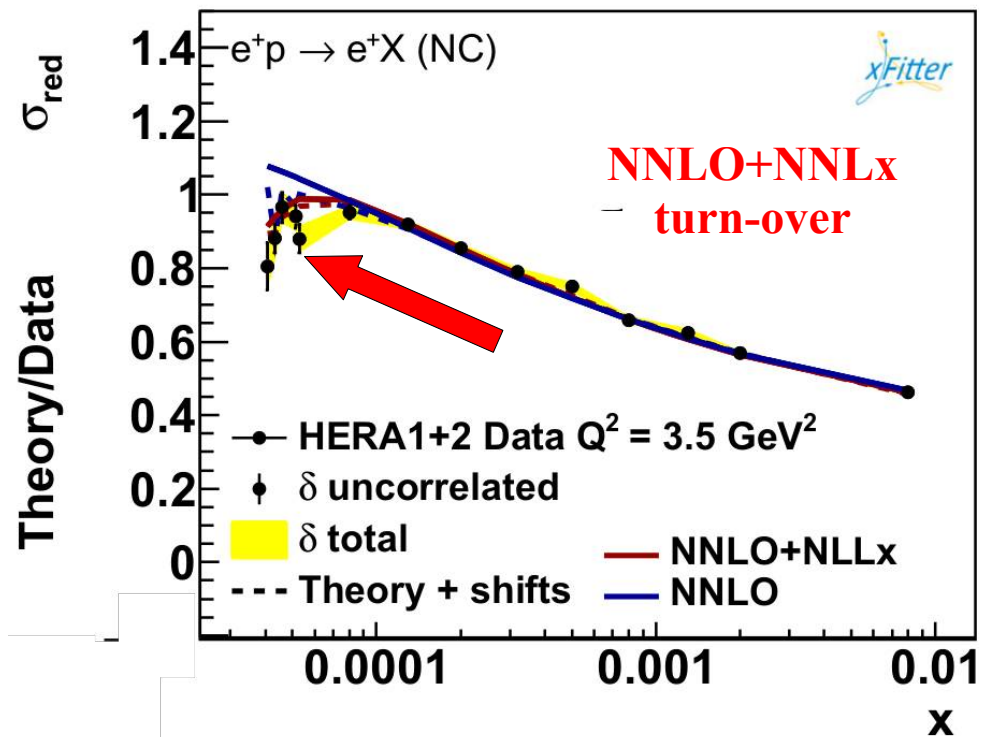 e⁺p → e⁺X (NC)
xFitter
σred
1.4
1.2
1
0.8
0.6
0.4
0.2
0
Theory/Data
NNLO+NNLx
– turn-over
HERA1+2 Data Q² = 3.5 GeV²
δ uncorrelated
δ total
Theory + shifts
NNLO+NLLx
NNLO
0.0001
0.001
0.01
x